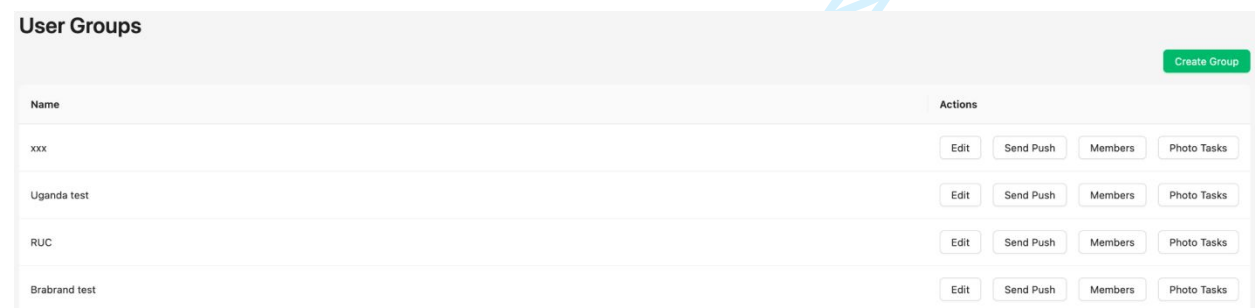 User Groups
Create Group
Name Actions
xxx Edit Send Push Members Photo Tasks
Uganda test Edit Send Push Members Photo Tasks
RUC Edit Send Push Members Photo Tasks
Brabrand test Edit Send Push Members Photo Tasks